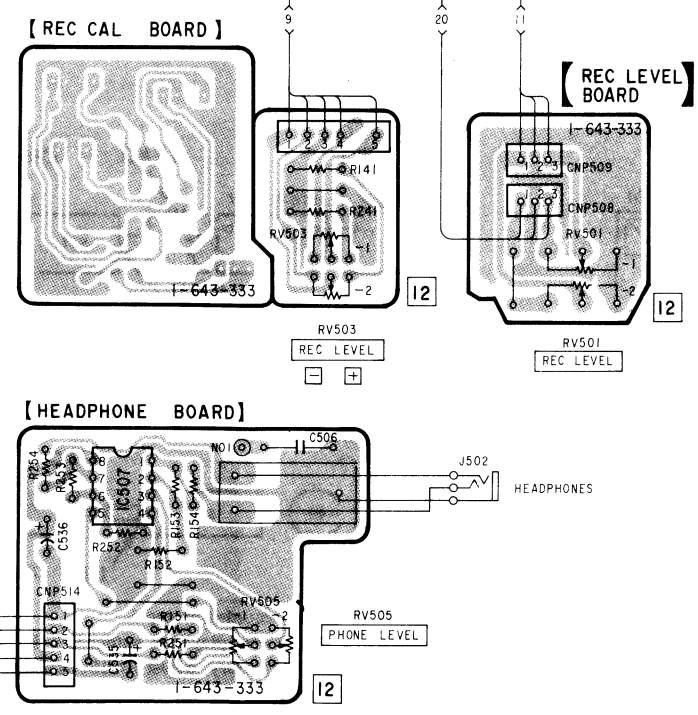 9
20
11
【REC CAL BOARD】
【REC LEVEL
BOARD】
1-643-333
1 2 3 4 5
1 2 3
CNP509
R141
1 2 3
CNP508
R241
RV503
-1
RV501
-1
-2
-2
1-643-333
12
12
RV503
REC LEVEL
- +
RV501
REC LEVEL
【HEADPHONE BOARD】
NO1
C506
R254
R253
8 1
7 2
6 3
5 4
IC507
R153
R154
J502
HEADPHONES
+
C536
R252
R152
CNP514
1
2
3
4
5
RV505
-1 -2
R151
R251
+
C535
RV505
PHONE LEVEL
1-643-333
12